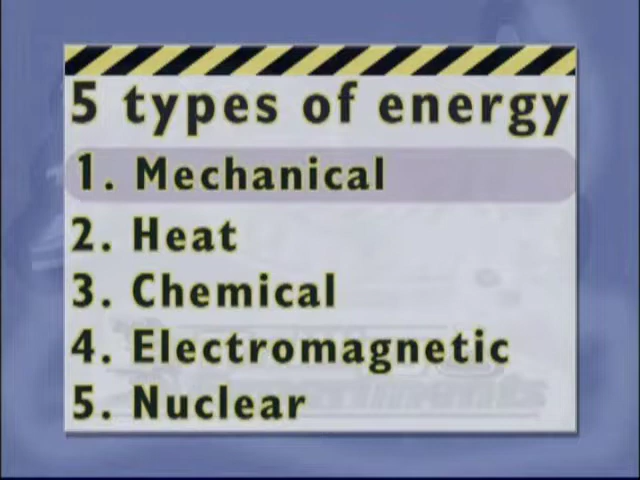 5 types of energy
1. Mechanical
2. Heat
3. Chemical
4. Electromagnetic
5. Nuclear